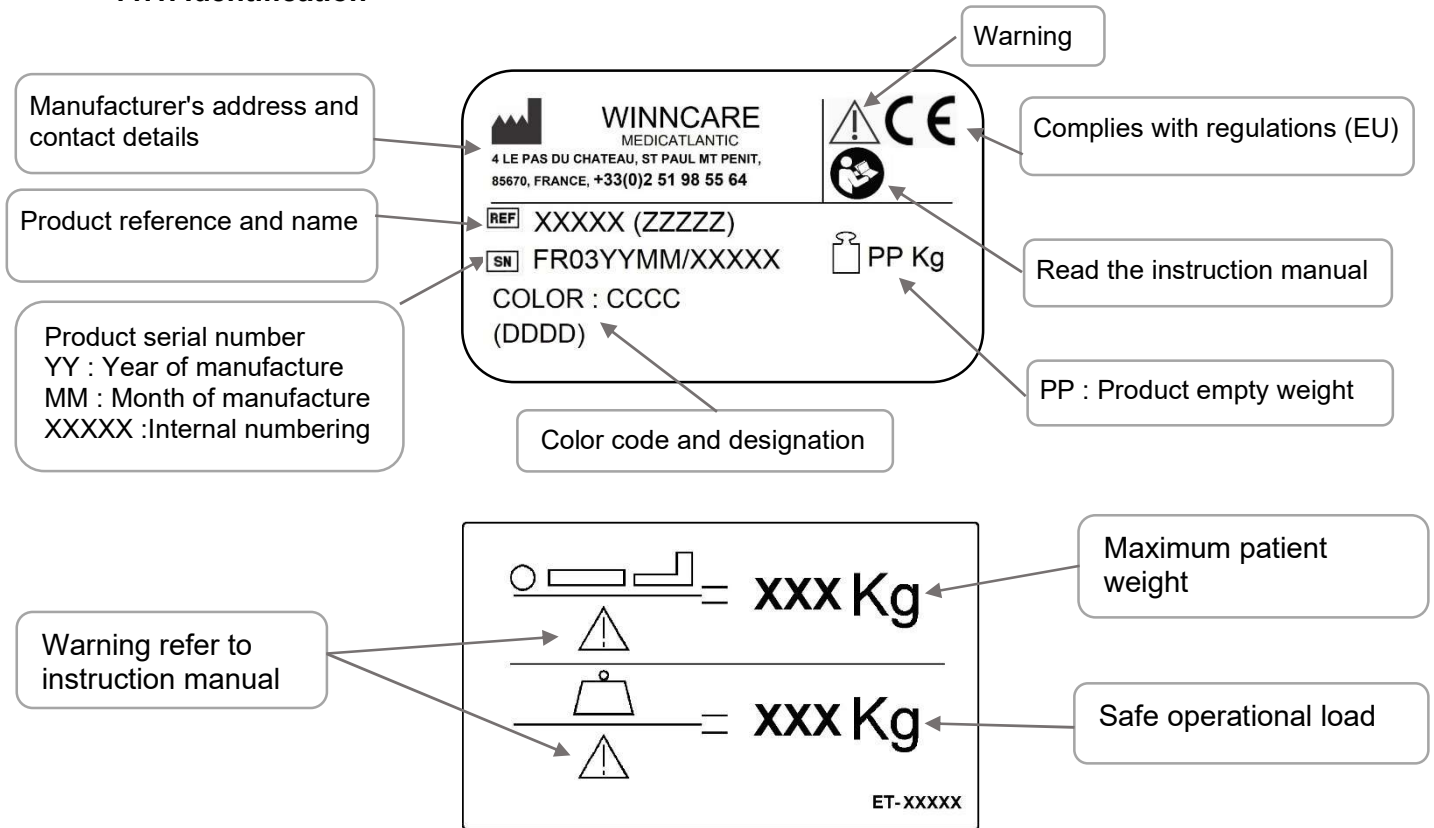 Warning
Manufacturer's address and
contact details
WINNCARE
MEDICATLANTIC
4 LE PAS DU CHATEAU, ST PAUL MT PENIT,
85670, FRANCE, +33(0)2 51 98 55 64
CE
Complies with regulations (EU)
Product reference and name
REF XXXXX (ZZZZZ)
SN FR03YYMM/XXXXX
PP Kg
COLOR : CCCC
(DDDD)
Read the instruction manual
Product serial number
YY : Year of manufacture
MM : Month of manufacture
XXXXX :Internal numbering
PP : Product empty weight
Color code and designation
= XXX Kg
Maximum patient
weight
Warning refer to
instruction manual
= XXX Kg
Safe operational load
ET-XXXXX